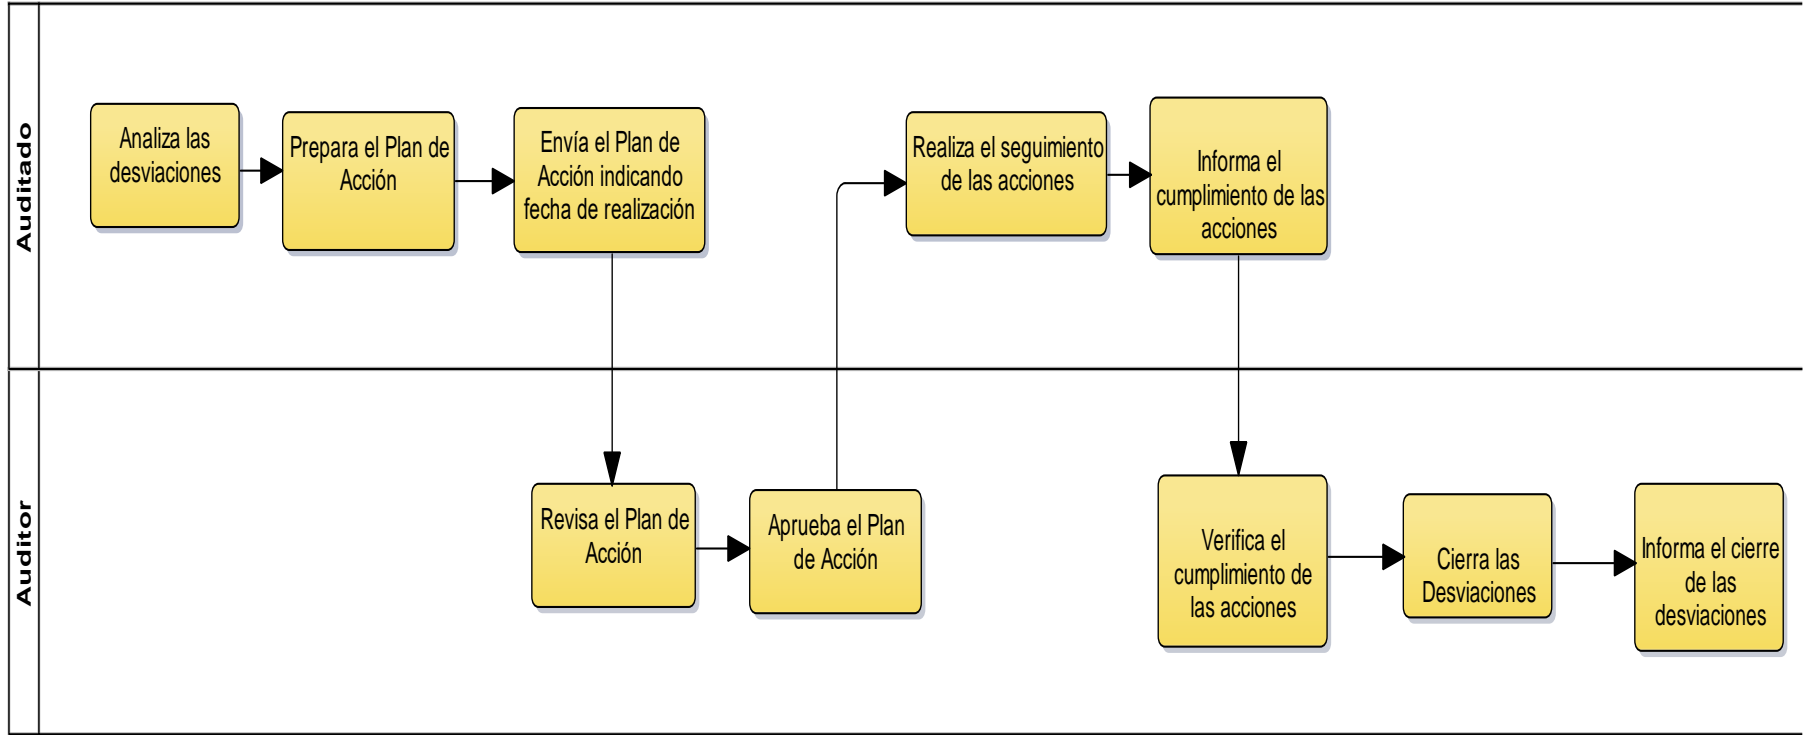 Auditado
Analiza las
desviaciones
Prepara el Plan de
Acción
Envía el Plan de
Acción indicando
fecha de realización
Realiza el seguimiento
de las acciones
Informa el
cumplimiento de las
acciones
Auditor
Revisa el Plan de
Acción
Aprueba el Plan
de Acción
Verifica el
cumplimiento de
las acciones
Cierra las
Desviaciones
Informa el cierre
de las
desviaciones